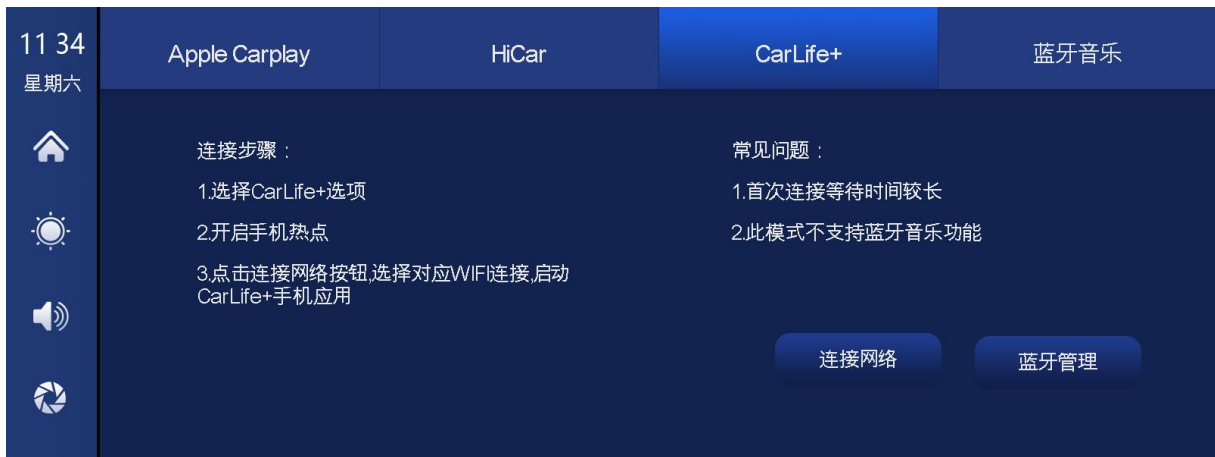 11 34
星期六
Apple Carplay
HiCar
CarLife+
蓝牙音乐
连接步骤：
1.选择CarLife+选项
2.开启手机热点
3.点击连接网络按钮,选择对应WIFI连接,启动
CarLife+手机应用
常见问题：
1.首次连接等待时间较长
2.此模式不支持蓝牙音乐功能
连接网络
蓝牙管理